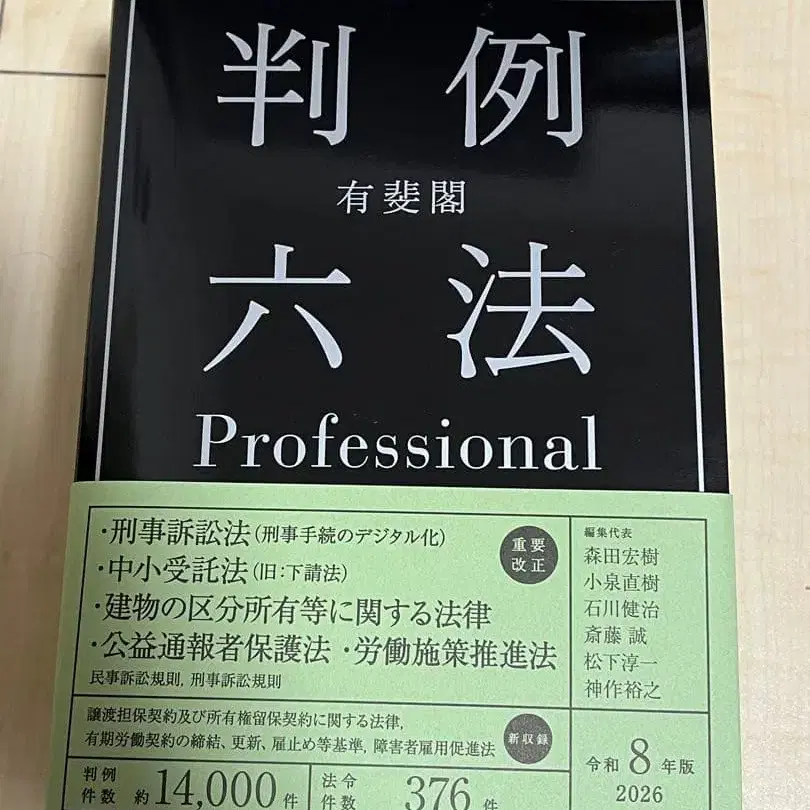 判例
有斐閣
六法
Professional
・刑事訴訟法(刑事手続のデジタル化)
・中小受託法(旧:下請法)
・建物の区分所有等に関する法律
・公益通報者保護法 ・労働施策推進法
民事訴訟規則, 刑事訴訟規則
重要
改正
編集代表
森田宏樹
小泉直樹
石川健治
斎藤 誠
松下淳一
神作裕之
譲渡担保契約及び所有権留保契約に関する法律,
有期労働契約の締結、更新、雇止め等基準, 障害者雇用促進法
新収録
判例件数 約14,000件
法令件数 376件
令和8年版
2026